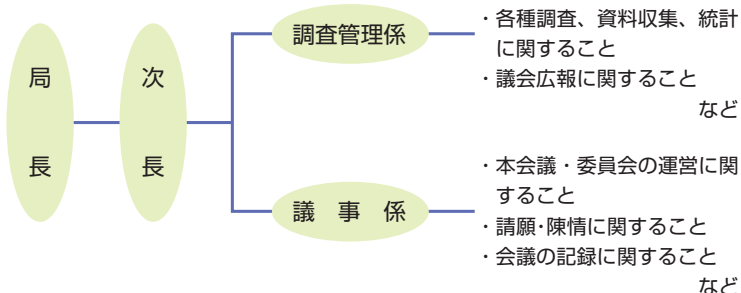 局長
次長
調査管理係
・各種調査、資料収集、統計
に関すること
・議会広報に関すること
など
議事係
・本会議・委員会の運営に関
すること
・請願・陳情に関すること
・会議の記録に関すること
など